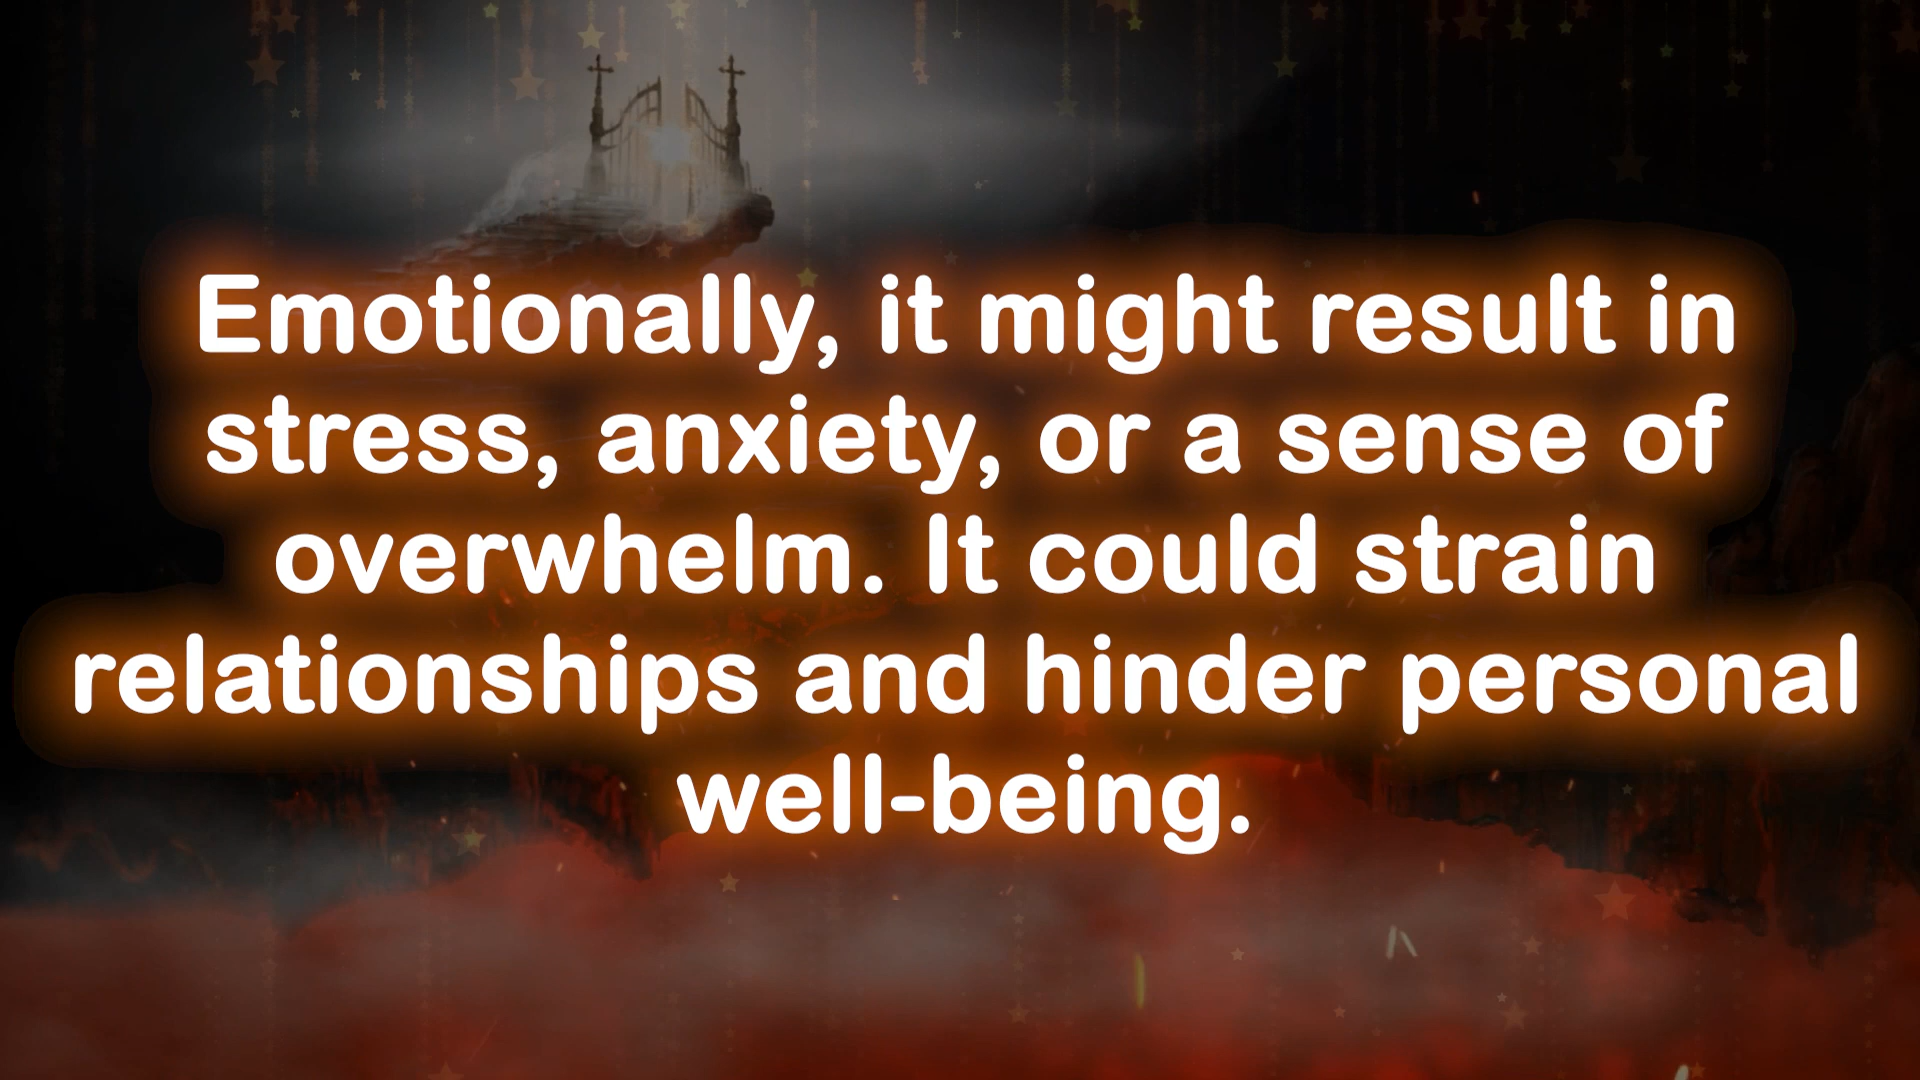 Emotionally, it might result in
stress, anxiety, or a sense of
overwhelm. It could strain
relationships and hinder personal
well-being.